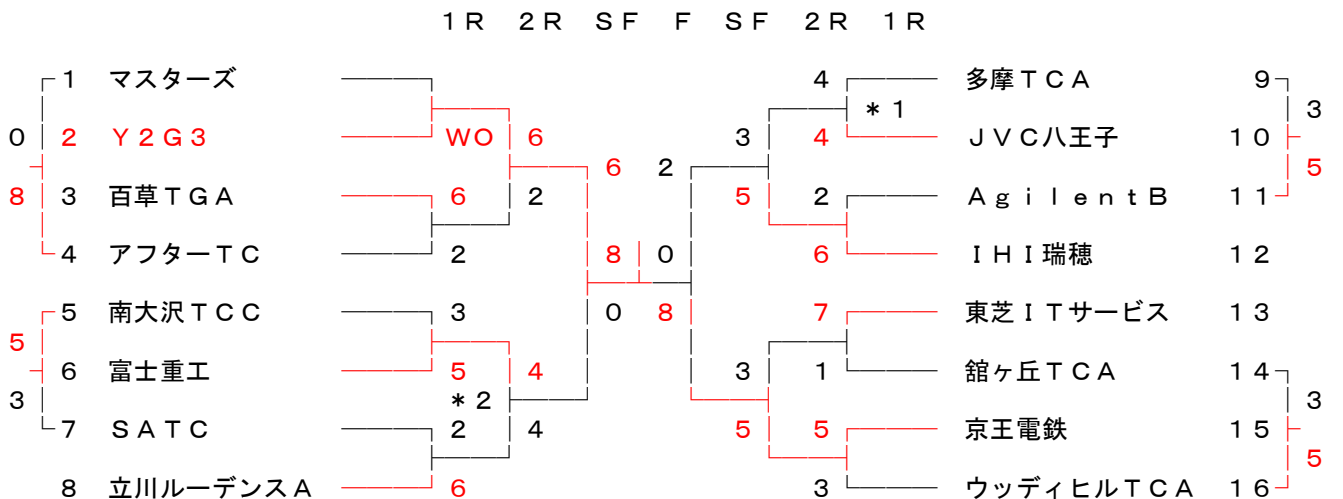 １Ｒ ２Ｒ ＳＦ Ｆ ＳＦ ２Ｒ １Ｒ
１ マスターズ ４ 多摩ＴＣＡ ９
＊１ ３
０ ２ Ｙ２Ｇ３ ＷＯ ６ ３ ４ ＪＶＣ八王子 １０
６ ２ ５
８ ３ 百草ＴＧＡ ６ ２ ５ ２ ＡｇｉｌｅｎｔＢ １１
４ アフターＴＣ ２ ８ ０ ６ ＩＨＩ瑞穂 １２
５ 南大沢ＴＣＣ ３ ０ ８ ７ 東芝ＩＴサービス １３
５
６ 富士重工 ５ ４ ３ １ 舘ヶ丘ＴＣＡ １４
３ ＊２ ３
７ ＳＡＴＣ ２ ４ ５ ５ 京王電鉄 １５
５
８ 立川ルーデンスＡ ６ ３ ウッディヒルＴＣＡ １６